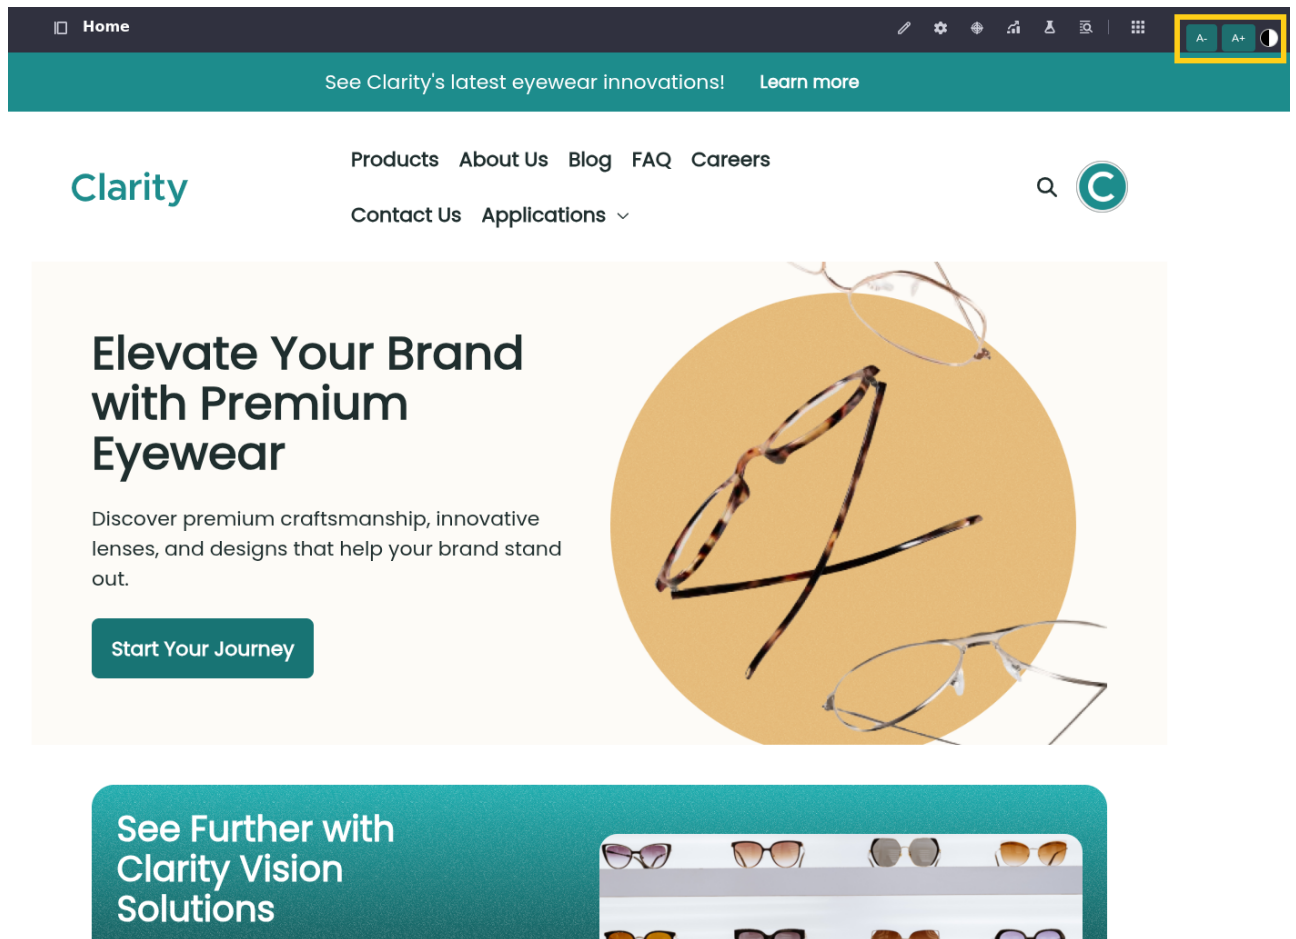 Home
A-
A+
See Clarity's latest eyewear innovations! Learn more
Clarity
Products About Us Blog FAQ Careers
Contact Us Applications
C
Elevate Your Brand
with Premium
Eyewear
Discover premium craftsmanship, innovative
lenses, and designs that help your brand stand
out.
Start Your Journey
See Further with
Clarity Vision
Solutions